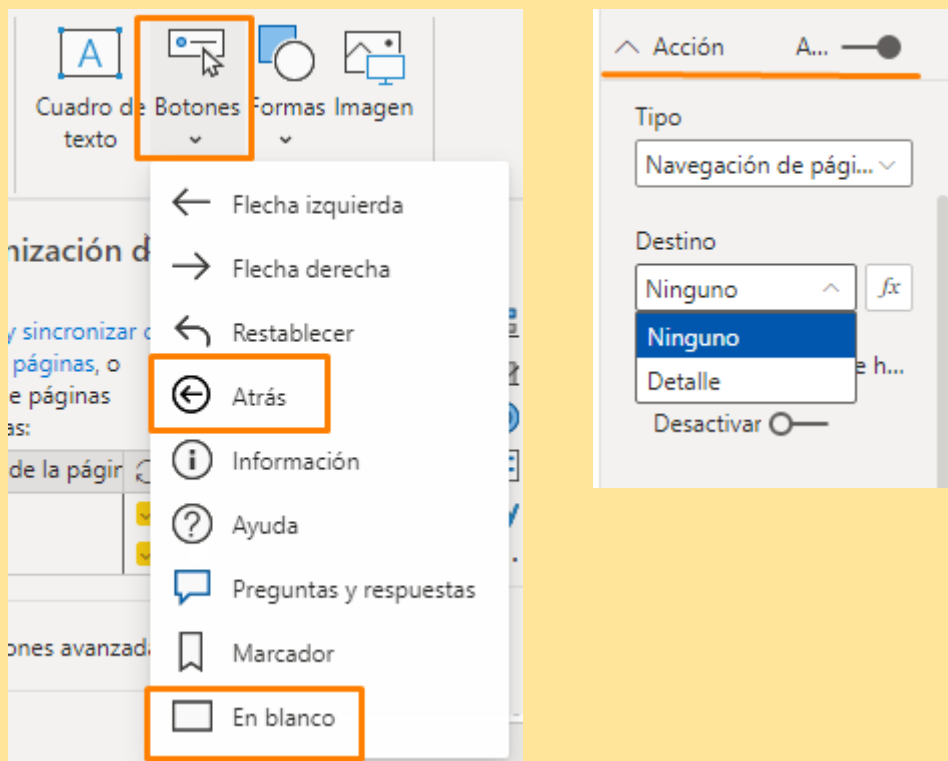 Cuadro de
texto
Botones
Formas
Imagen
Flecha izquierda
Flecha derecha
Restablecer
Atrás
Información
Ayuda
Preguntas y respuestas
Marcador
En blanco
nización d
y sincronizar
páginas, o
e páginas
as:
de la págin
ones avanzada
Acción A...
Tipo
Navegación de pági...
Destino
Ninguno fx
Ninguno
Detalle
e h...
Desactivar